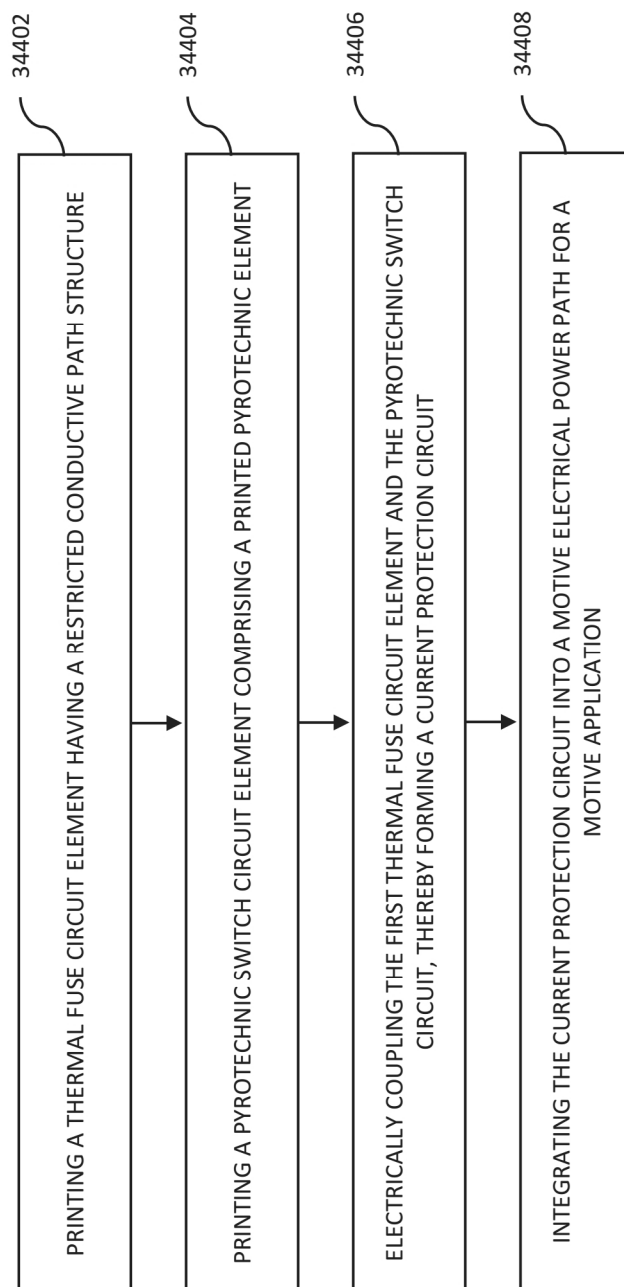 34402
PRINTING A THERMAL FUSE CIRCUIT ELEMENT HAVING A RESTRICTED CONDUCTIVE PATH STRUCTURE
34404
PRINTING A PYROTECHNIC SWITCH CIRCUIT ELEMENT COMPRISING A PRINTED PYROTECHNIC ELEMENT
34406
ELECTRICALLY COUPLING THE FIRST THERMAL FUSE CIRCUIT ELEMENT AND THE PYROTECHNIC SWITCH
CIRCUIT, THEREBY FORMING A CURRENT PROTECTION CIRCUIT
34408
INTEGRATING THE CURRENT PROTECTION CIRCUIT INTO A MOTIVE ELECTRICAL POWER PATH FOR A
MOTIVE APPLICATION